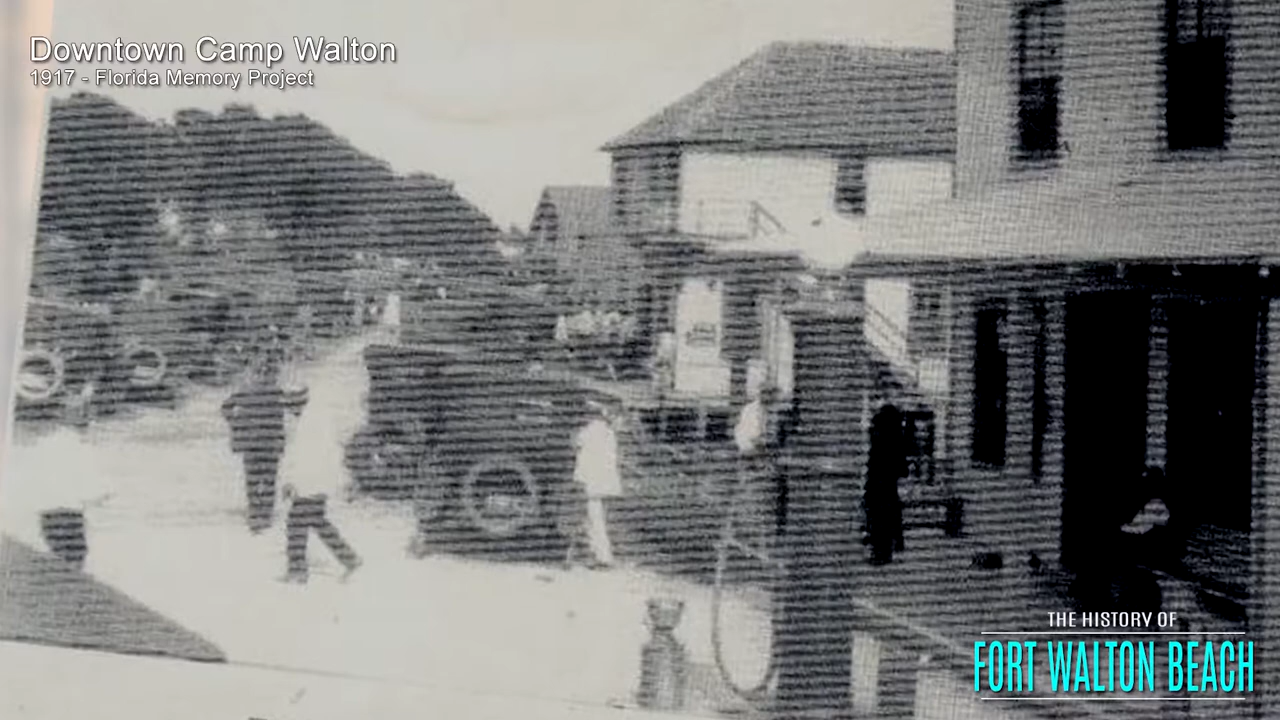 Downtown Camp Walton
1917 - Florida Memory Project
THE HISTORY OF
FORT WALTON BEACH